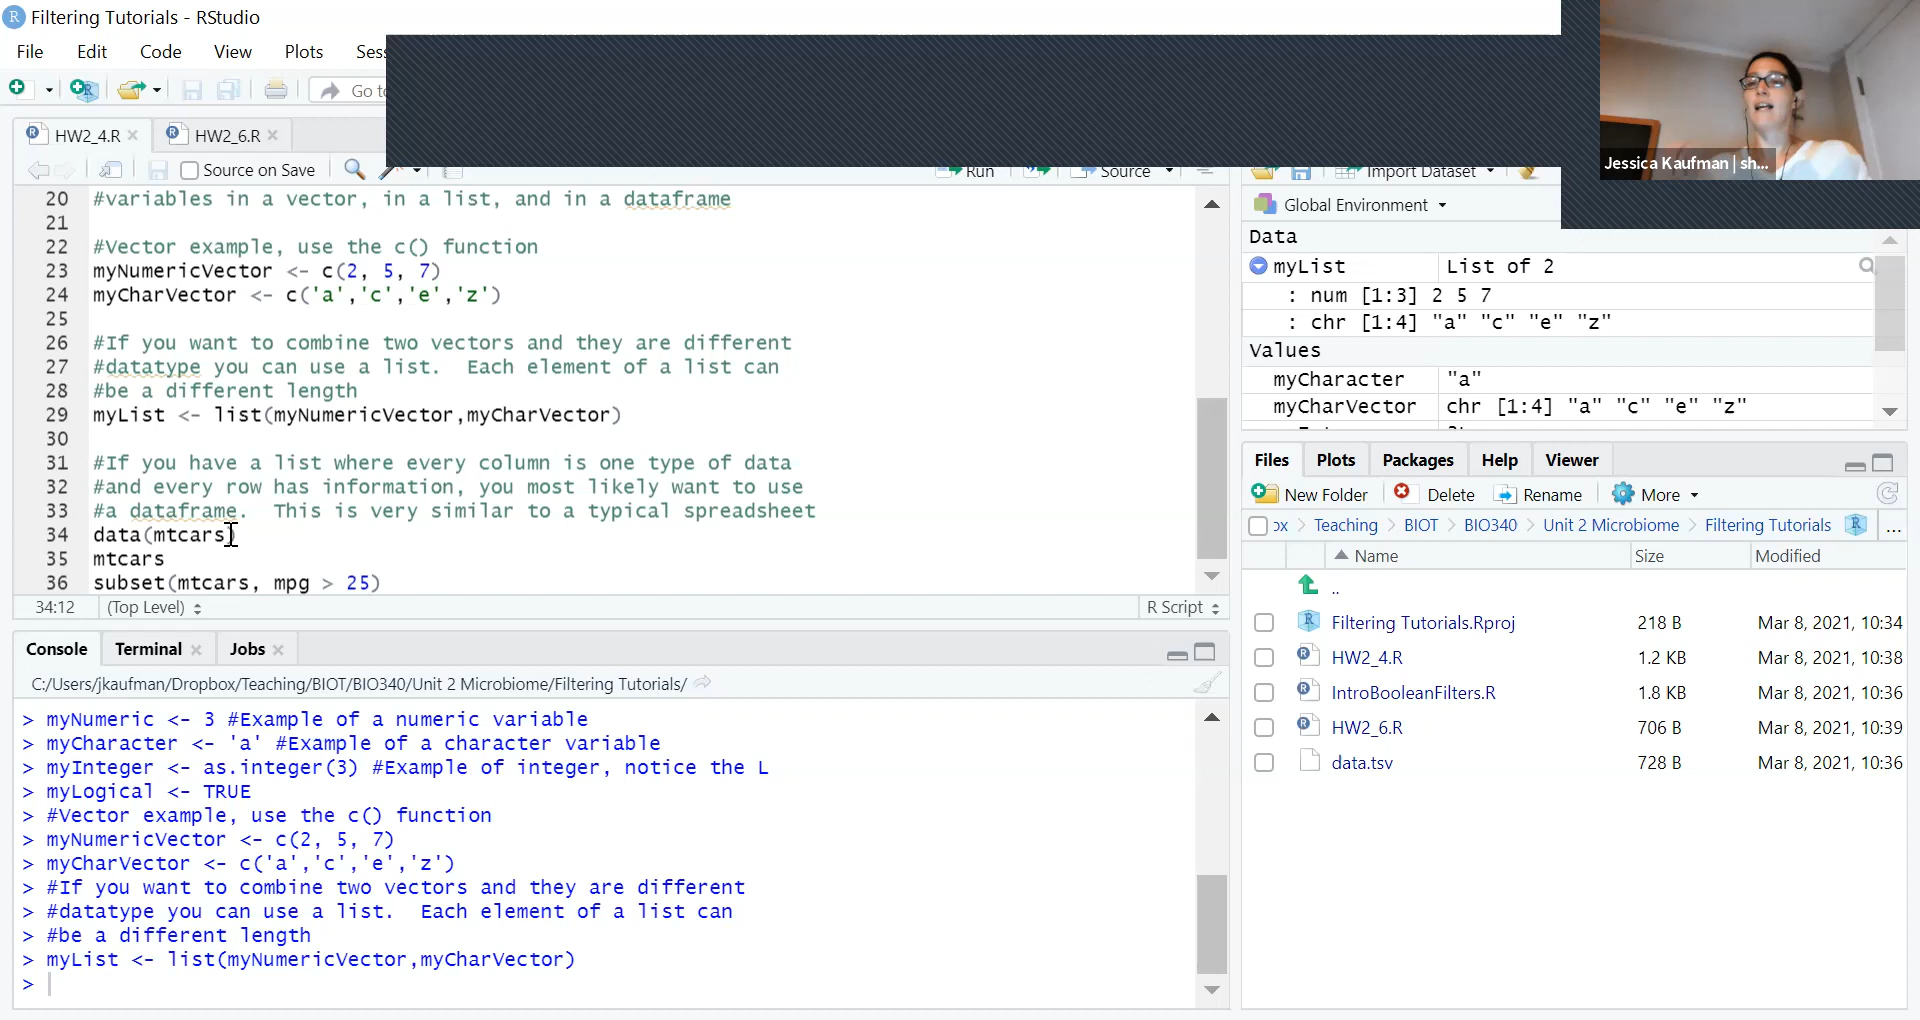 Filtering Tutorials - RStudio
File Edit Code View Plots Sess
Go to
HW2_4.R HW2_6.R
Source on Save Run Source
20 #variables in a vector, in a list, and in a dataframe
21
22 #Vector example, use the c() function
23 myNumericVector <- c(2, 5, 7)
24 myCharVector <- c('a','c','e','z')
25
26 #If you want to combine two vectors and they are different
27 #datatype you can use a list.  Each element of a list can
28 #be a different length
29 myList <- list(myNumericVector,myCharVector)
30
31 #If you have a list where every column is one type of data
32 #and every row has information, you most likely want to use
33 #a dataframe.  This is very similar to a typical spreadsheet
34 data(mtcars)
35 mtcars
36 subset(mtcars, mpg > 25)
34:12 (Top Level) R Script
Console Terminal Jobs
C:/Users/jkaufman/Dropbox/Teaching/BIOT/BIO340/Unit 2 Microbiome/Filtering Tutorials/
> myNumeric <- 3 #Example of a numeric variable
> myCharacter <- 'a' #Example of a character variable
> myInteger <- as.integer(3) #Example of integer, notice the L
> myLogical <- TRUE
> #Vector example, use the c() function
> myNumericVector <- c(2, 5, 7)
> myCharVector <- c('a','c','e','z')
> #If you want to combine two vectors and they are different
> #datatype you can use a list.  Each element of a list can
> #be a different length
> myList <- list(myNumericVector,myCharVector)
>
Jessica Kaufman | sh...
Import Dataset
Global Environment
Data
myList List of 2
: num [1:3] 2 5 7
: chr [1:4] "a" "c" "e" "z"
Values
myCharacter "a"
myCharVector chr [1:4] "a" "c" "e" "z"
Files Plots Packages Help Viewer
New Folder Delete Rename More
ox > Teaching > BIOT > BIO340 > Unit 2 Microbiome > Filtering Tutorials ...
Name Size Modified
..
Filtering Tutorials.Rproj 218 B Mar 8, 2021, 10:34
HW2_4.R 1.2 KB Mar 8, 2021, 10:38
IntroBooleanFilters.R 1.8 KB Mar 8, 2021, 10:36
HW2_6.R 706 B Mar 8, 2021, 10:39
data.tsv 728 B Mar 8, 2021, 10:36